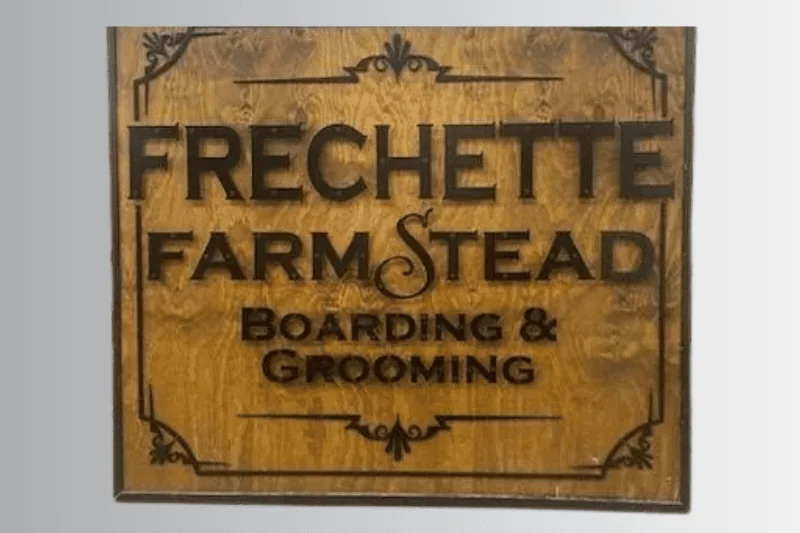 FRECHETTE
FARMSTEAD
BOARDING &
GROOMING